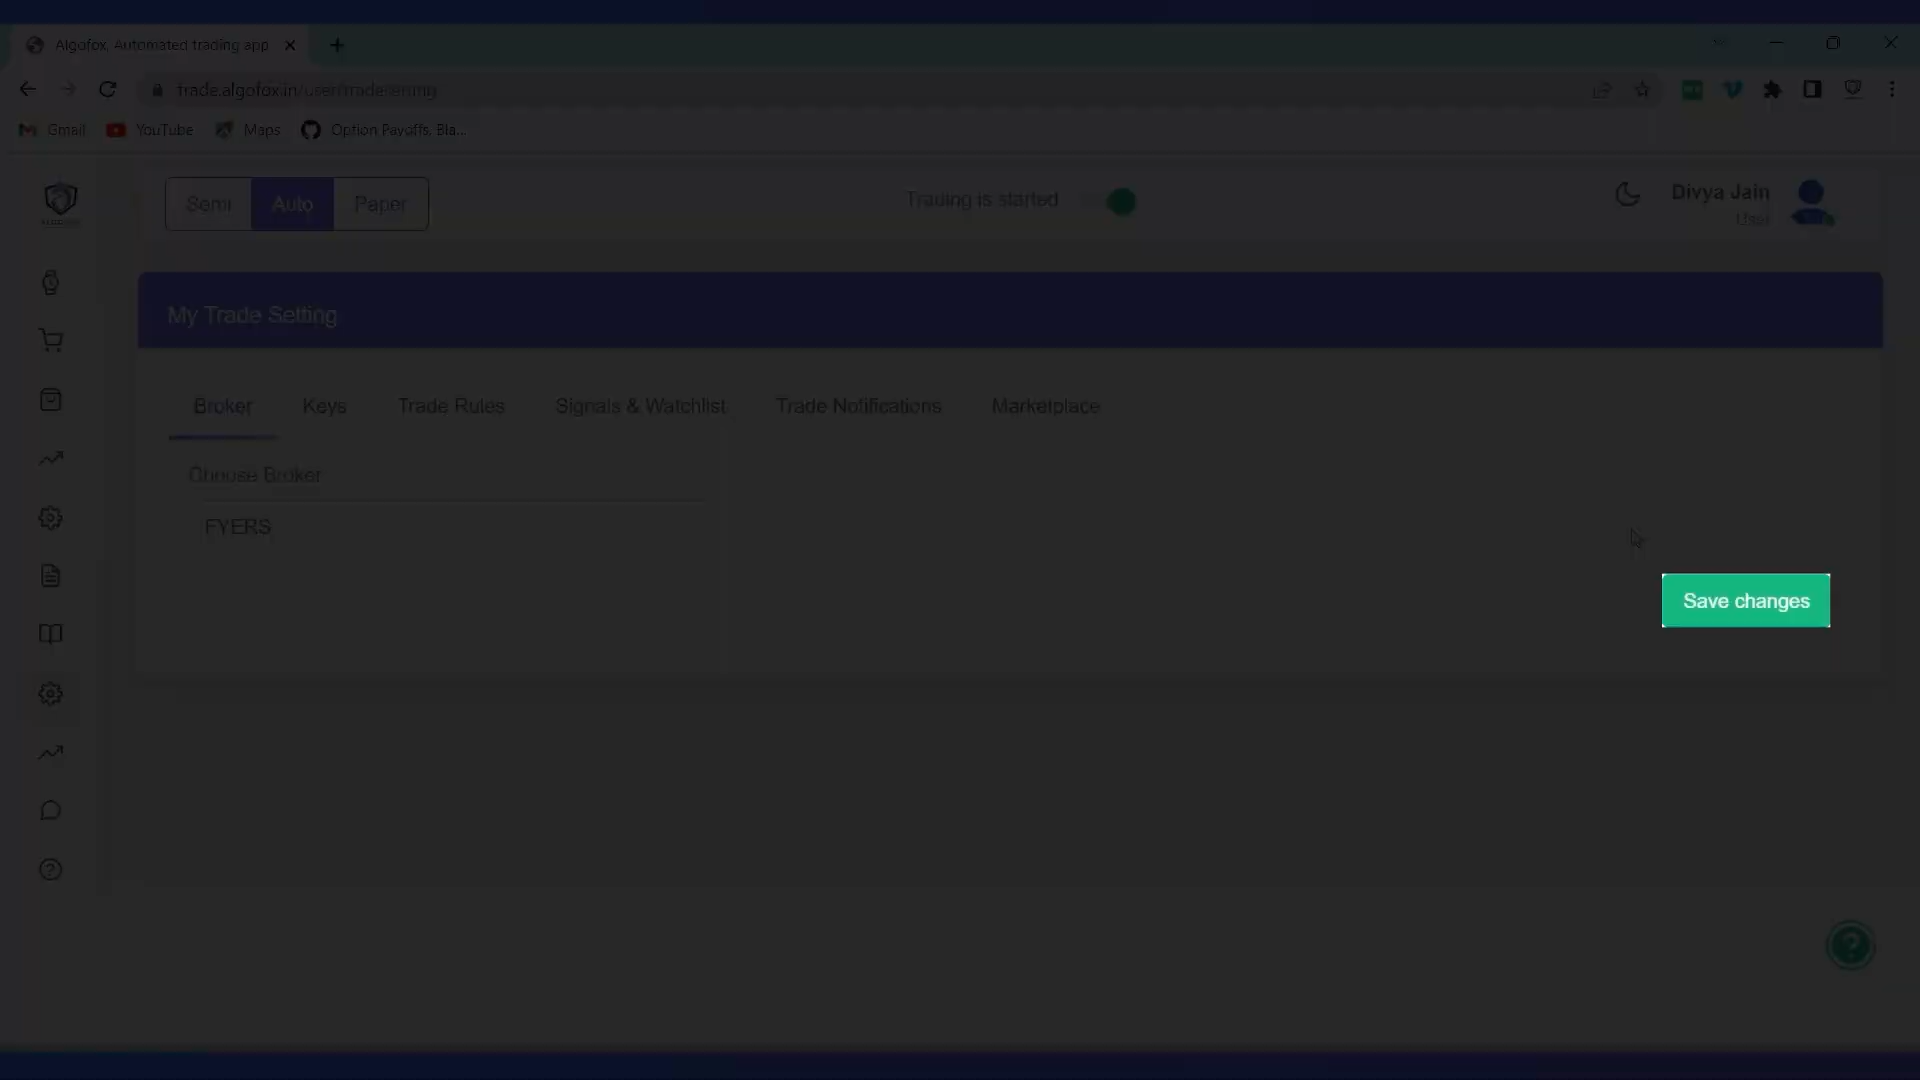 Algofox, Automated trading app
trade.algofox.in/user/tradesetting
Gmail YouTube Maps Option Payoffs, Bla...
Semi Auto Paper
Trading is started
Divya Jain
User
My Trade Setting
Broker Keys Trade Rules Signals & Watchlist Trade Notifications Marketplace
Choose Broker
FYERS
Save changes